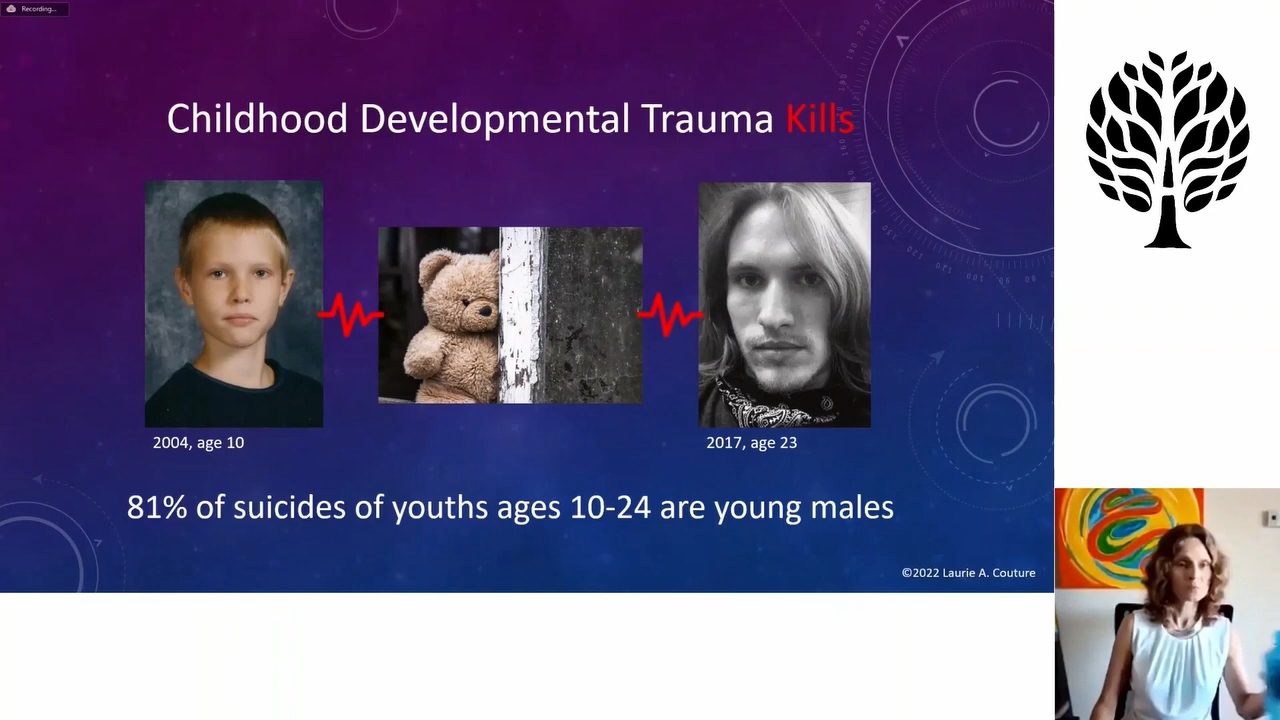 Recording...
Childhood Developmental Trauma Kills
2004, age 10
2017, age 23
81% of suicides of youths ages 10-24 are young males
©2022 Laurie A. Couture